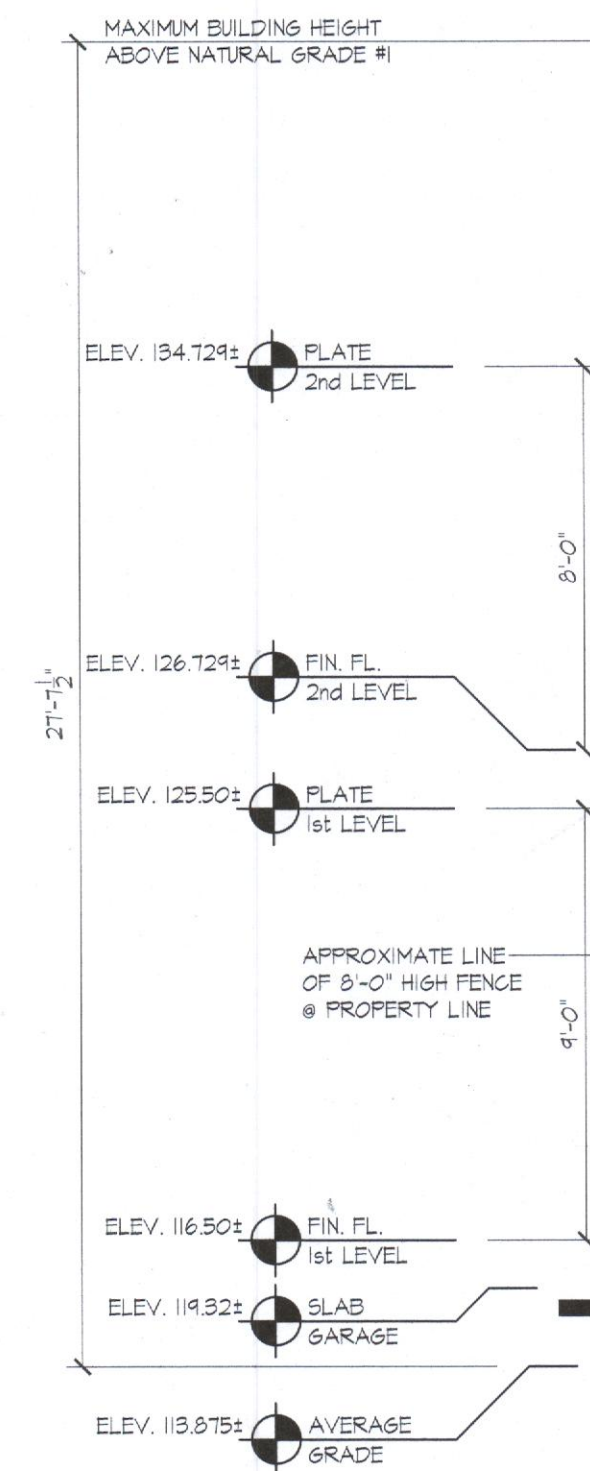 MAXIMUM BUILDING HEIGHT
ABOVE NATURAL GRADE #1
ELEV. 134.729± PLATE
2nd LEVEL
8'-0"
27'-7½"
ELEV. 126.729± FIN. FL.
2nd LEVEL
ELEV. 125.50± PLATE
1st LEVEL
APPROXIMATE LINE
OF 8'-0" HIGH FENCE
@ PROPERTY LINE
9'-0"
ELEV. 116.50± FIN. FL.
1st LEVEL
ELEV. 119.32± SLAB
GARAGE
ELEV. 113.875± AVERAGE
GRADE